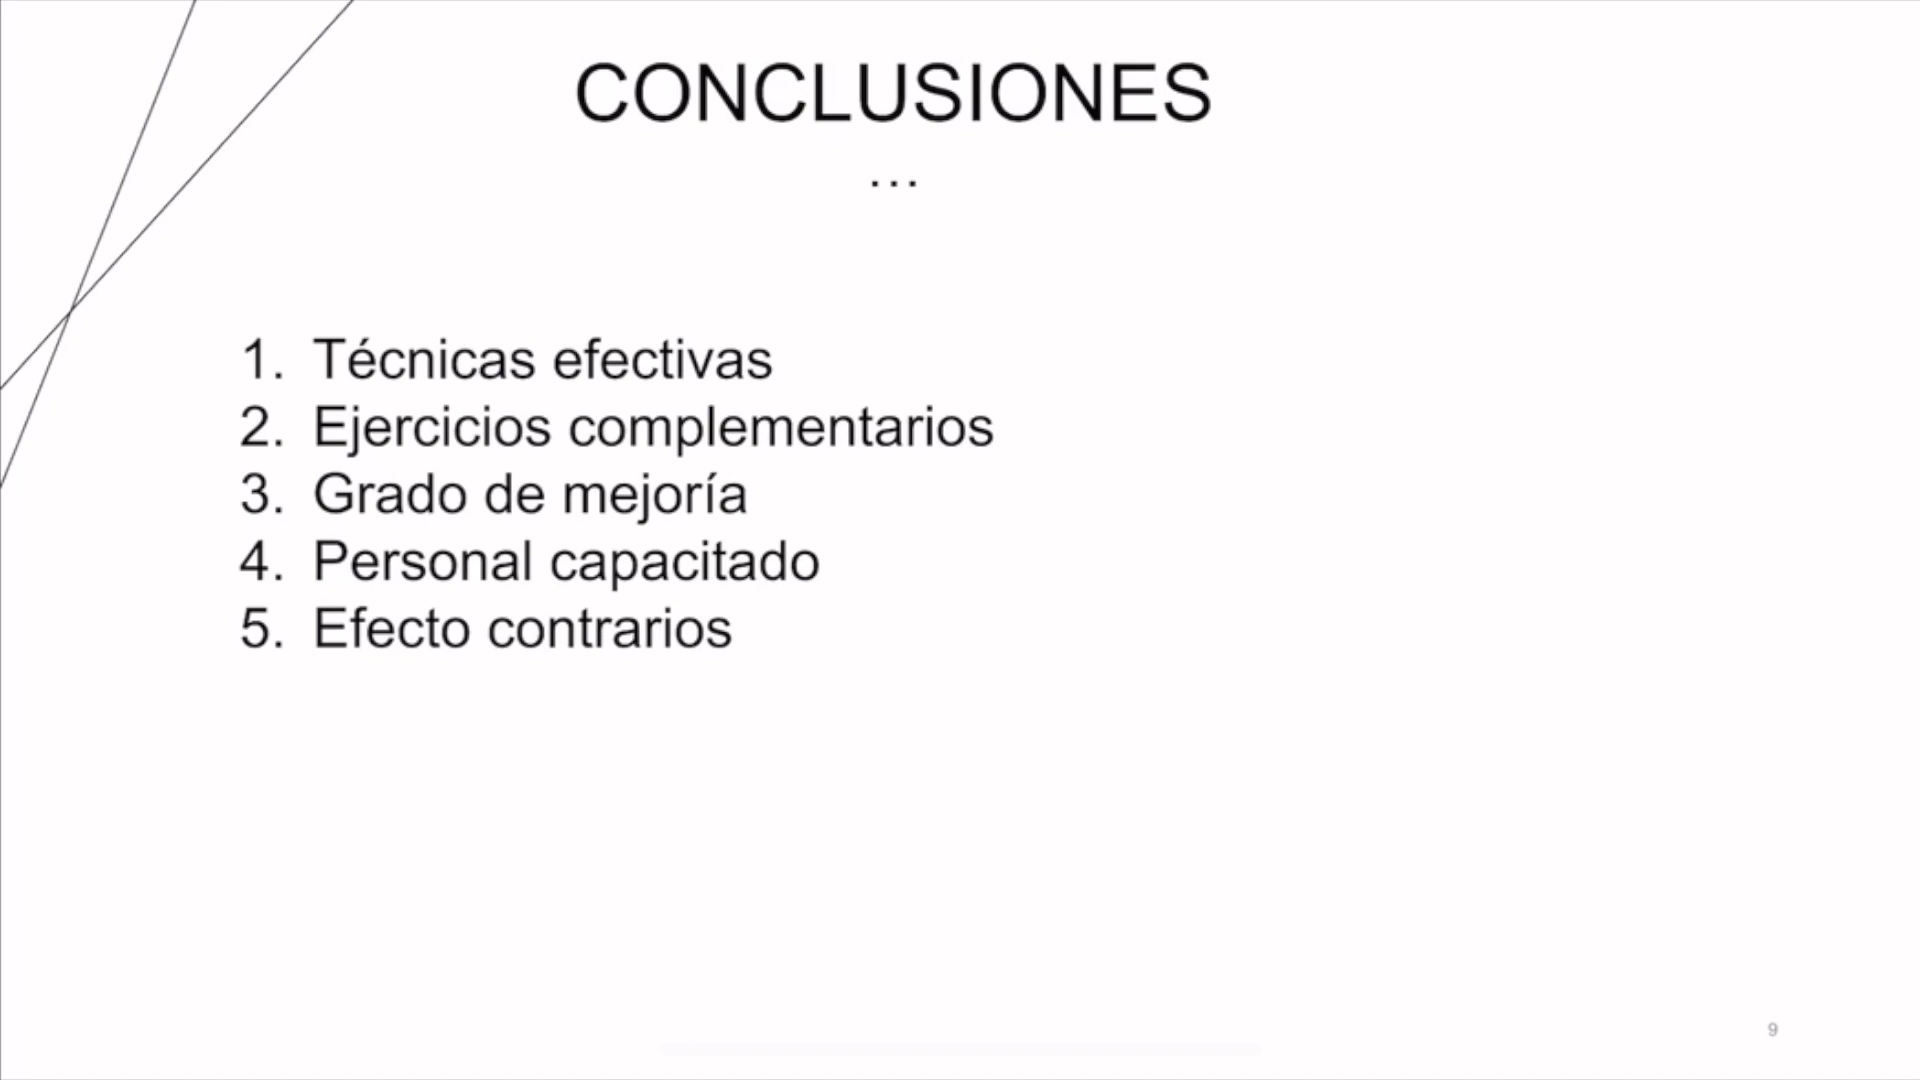 CONCLUSIONES
...
1. Técnicas efectivas
2. Ejercicios complementarios
3. Grado de mejoría
4. Personal capacitado
5. Efecto contrarios
9